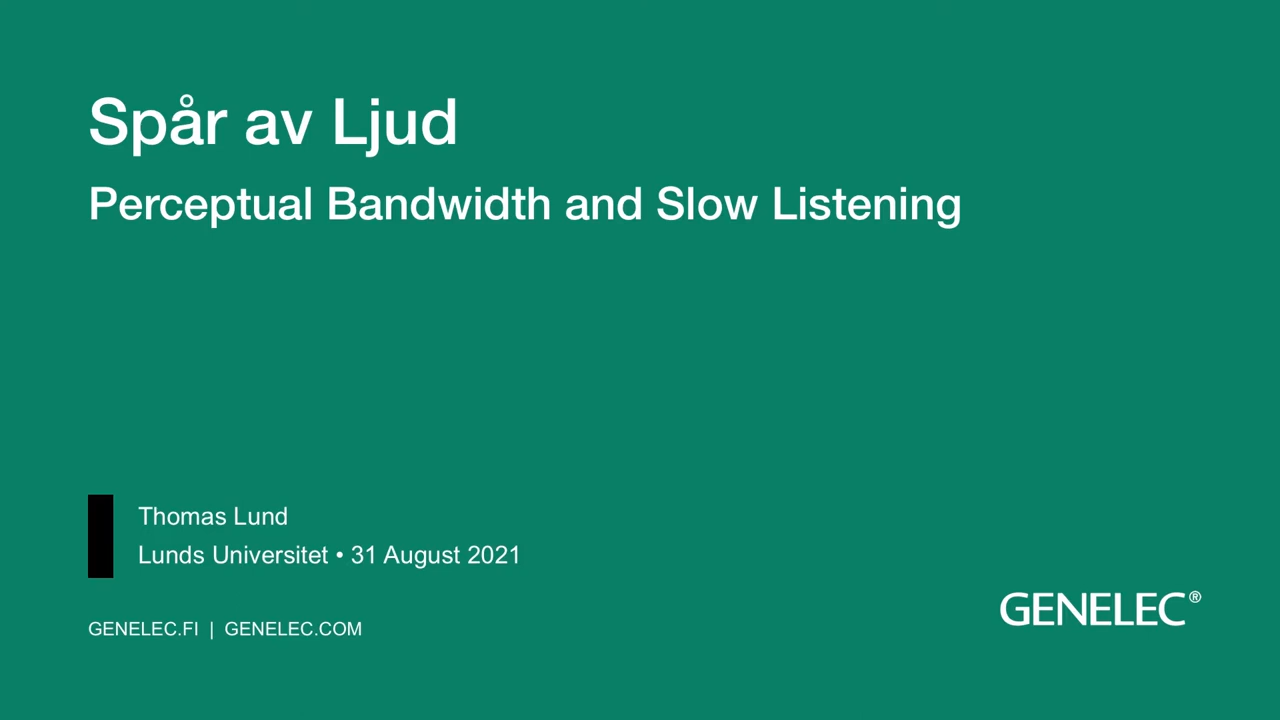 Spår av Ljud
Perceptual Bandwidth and Slow Listening
Thomas Lund
Lunds Universitet • 31 August 2021
GENELEC.FI | GENELEC.COM
GENELEC®